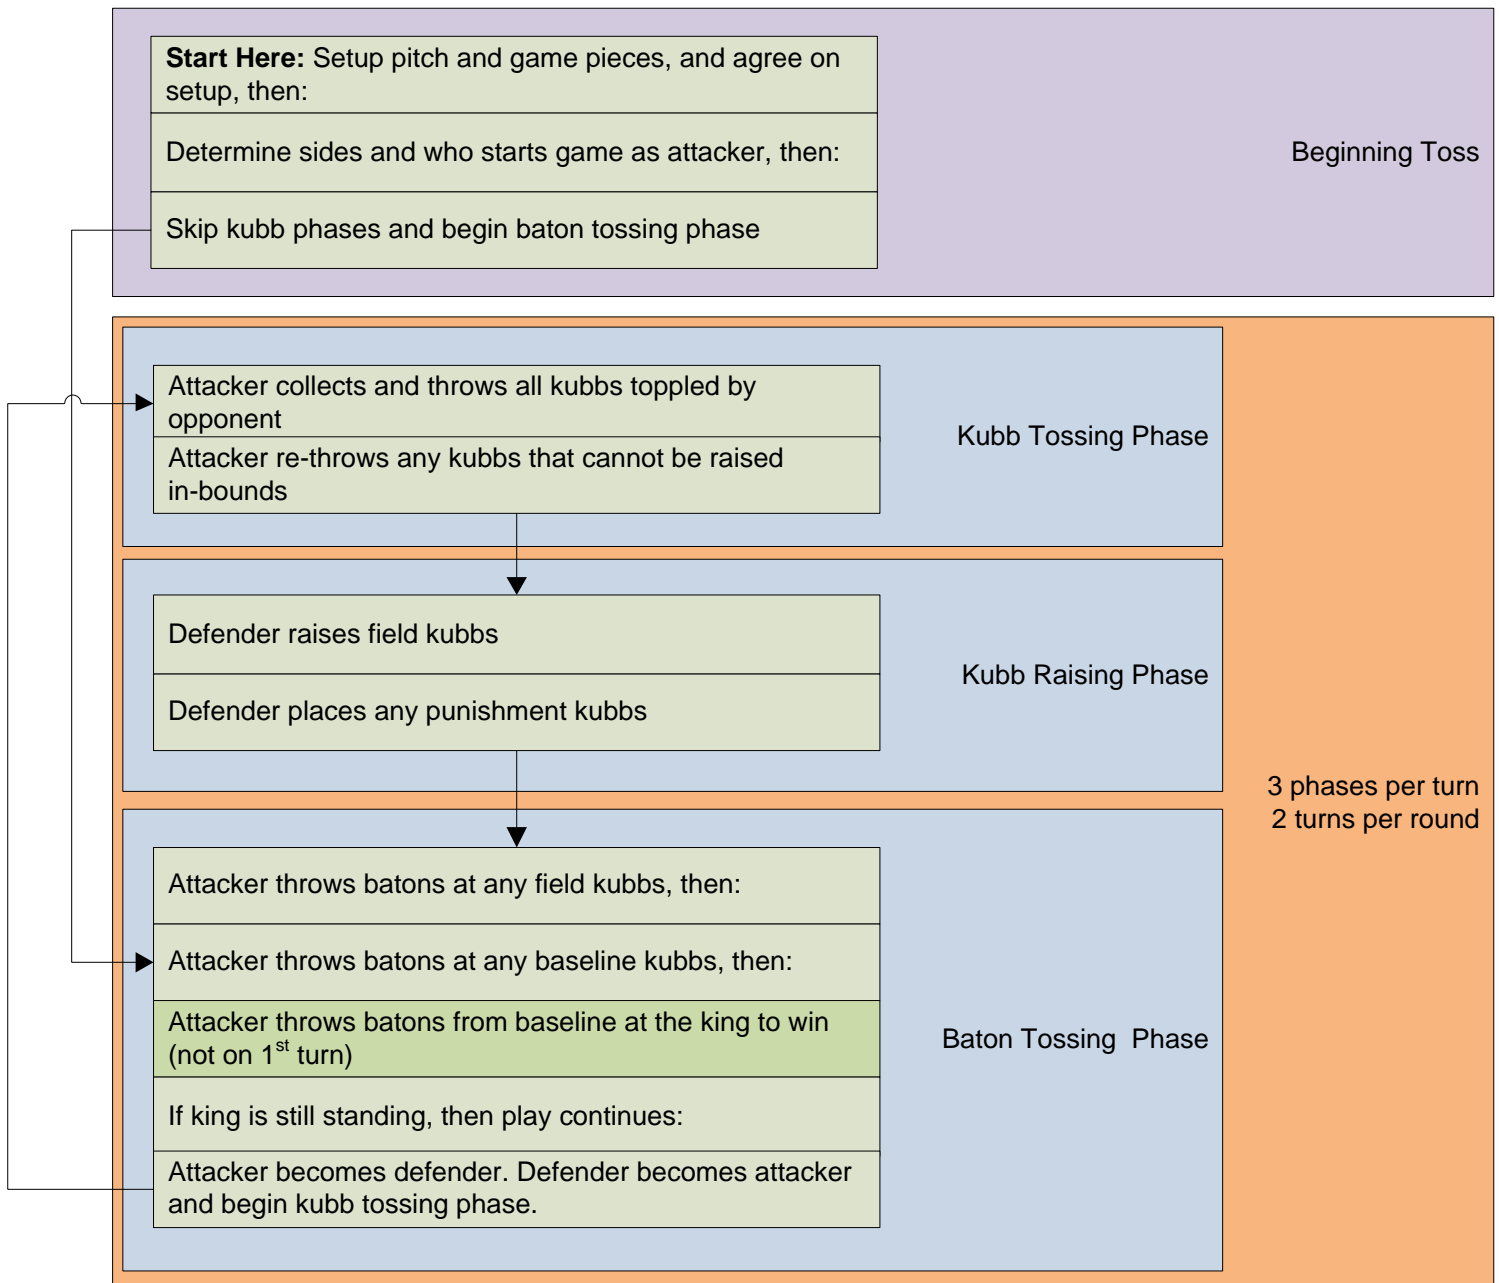 Start Here: Setup pitch and game pieces, and agree on
setup, then:
Determine sides and who starts game as attacker, then:
Skip kubb phases and begin baton tossing phase
Beginning Toss
Attacker collects and throws all kubbs toppled by
opponent
Attacker re-throws any kubbs that cannot be raised
in-bounds
Kubb Tossing Phase
Defender raises field kubbs
Defender places any punishment kubbs
Kubb Raising Phase
Attacker throws batons at any field kubbs, then:
Attacker throws batons at any baseline kubbs, then:
Attacker throws batons from baseline at the king to win
(not on 1st turn)
If king is still standing, then play continues:
Attacker becomes defender. Defender becomes attacker
and begin kubb tossing phase.
Baton Tossing Phase
3 phases per turn
2 turns per round